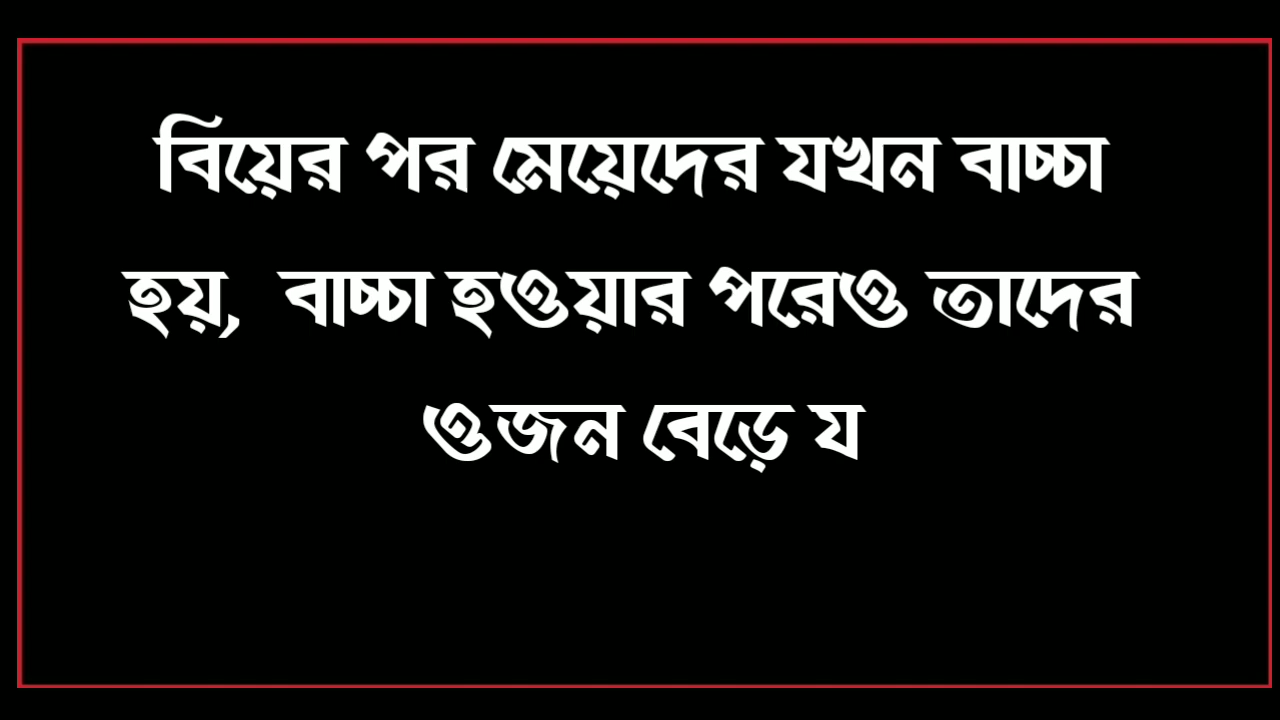 বিয়ের পর মেয়েদের যখন বাচ্চা
হয়,  বাচ্চা হওয়ার পরেও তাদের
ওজন বেড়ে য